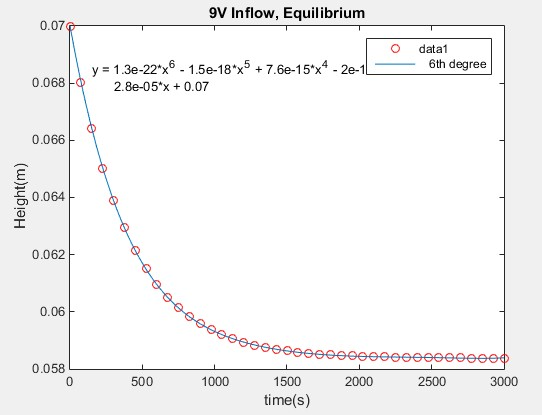 9V Inflow, Equilibrium
0.07
0.068
0.066
0.064
0.062
0.06
0.058
Height(m)
y = 1.3e-22*x^6 - 1.5e-18*x^5 + 7.6e-15*x^4 - 2e-1
2.8e-05*x + 0.07
data1
6th degree
0
500
1000
1500
2000
2500
3000
time(s)